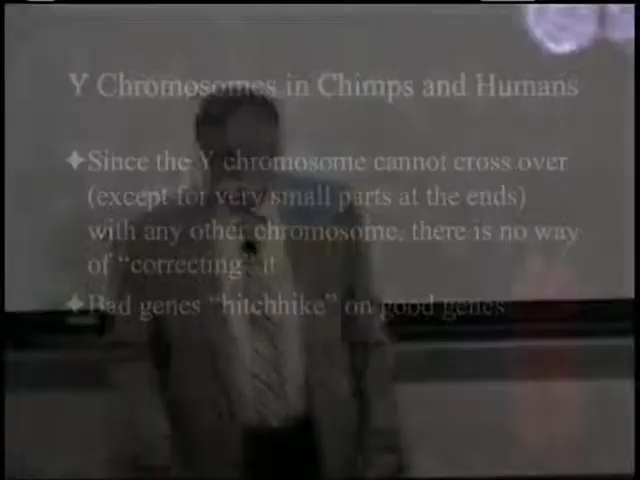 Y Chromosomes in Chimps and Humans
Since the Y chromosome cannot cross over
(except for very small parts at the ends)
with any other chromosome, there is no way
of “correcting” it
Bad genes “hitchhike” on good genes